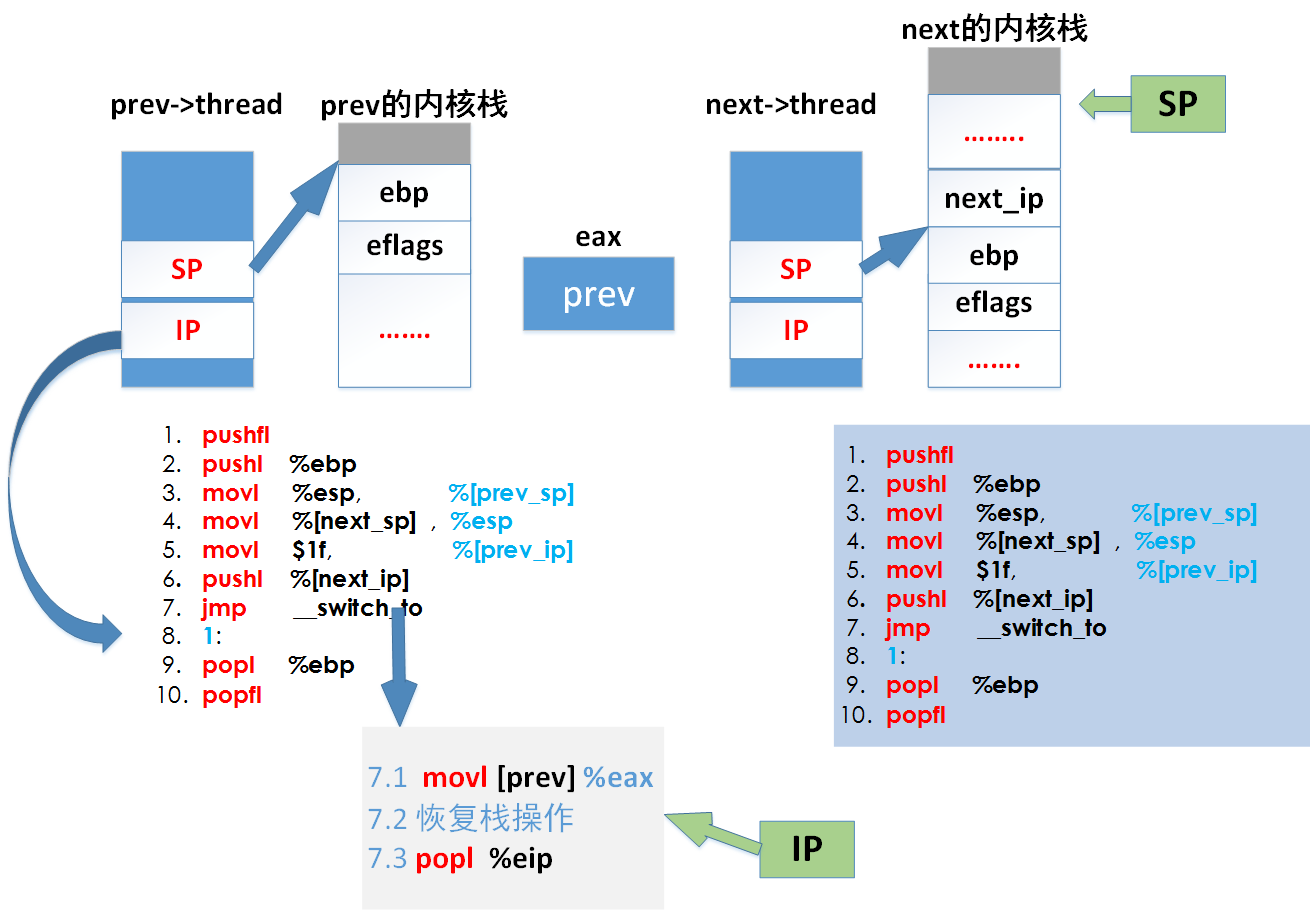 next的内核栈
prev->thread
prev的内核栈
next->thread
SP
……..
ebp
next_ip
eflags
eax
SP
prev
SP
ebp
IP
…….
IP
eflags
…….
1. pushfl
2. pushl %ebp
3. movl %esp, %[prev_sp]
4. movl %[next_sp] , %esp
5. movl $1f, %[prev_ip]
6. pushl %[next_ip]
7. jmp __switch_to
8. 1:
9. popl %ebp
10. popfl
1. pushfl
2. pushl %ebp
3. movl %esp, %[prev_sp]
4. movl %[next_sp] , %esp
5. movl $1f, %[prev_ip]
6. pushl %[next_ip]
7. jmp __switch_to
8. 1:
9. popl %ebp
10. popfl
7.1 movl [prev] %eax
7.2 恢复栈操作
7.3 popl %eip
IP